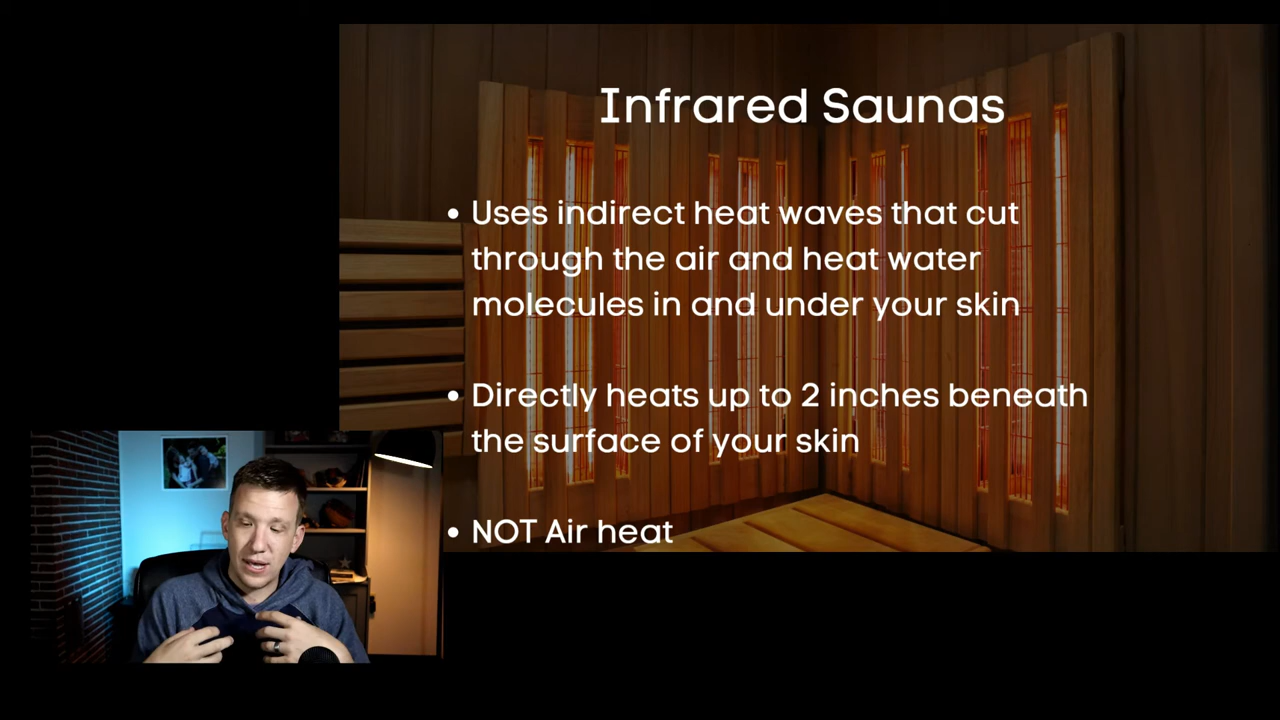 Infrared Saunas
• Uses indirect heat waves that cut
through the air and heat water
molecules in and under your skin
• Directly heats up to 2 inches beneath
the surface of your skin
• NOT Air heat